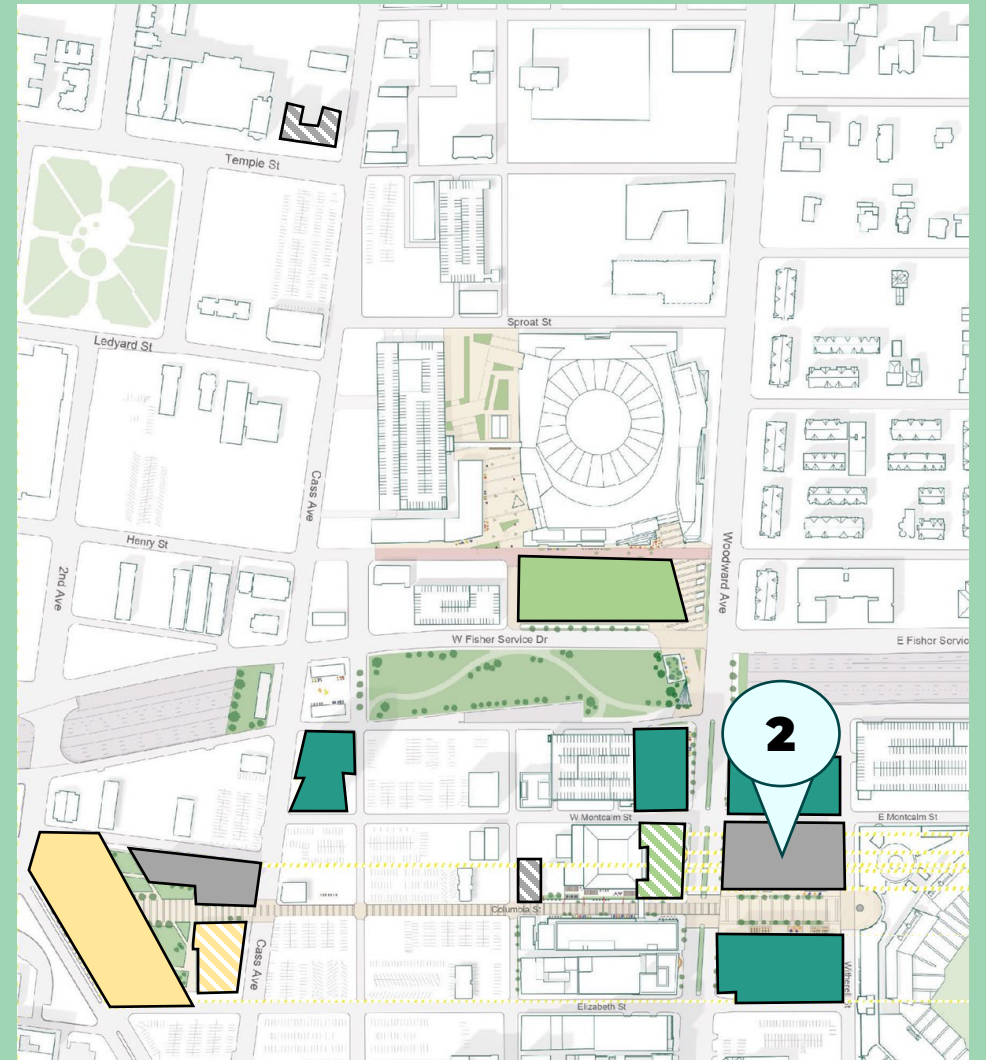 Temple St
Sproat St
Ledyard St
Cass Ave
Henry St
Woodward Ave
2nd Ave
W Fisher Service Dr
E Fisher Servic
2
W Montcalm St
E Montcalm St
Columbia St
Cass Ave
Witherell St
Elizabeth St